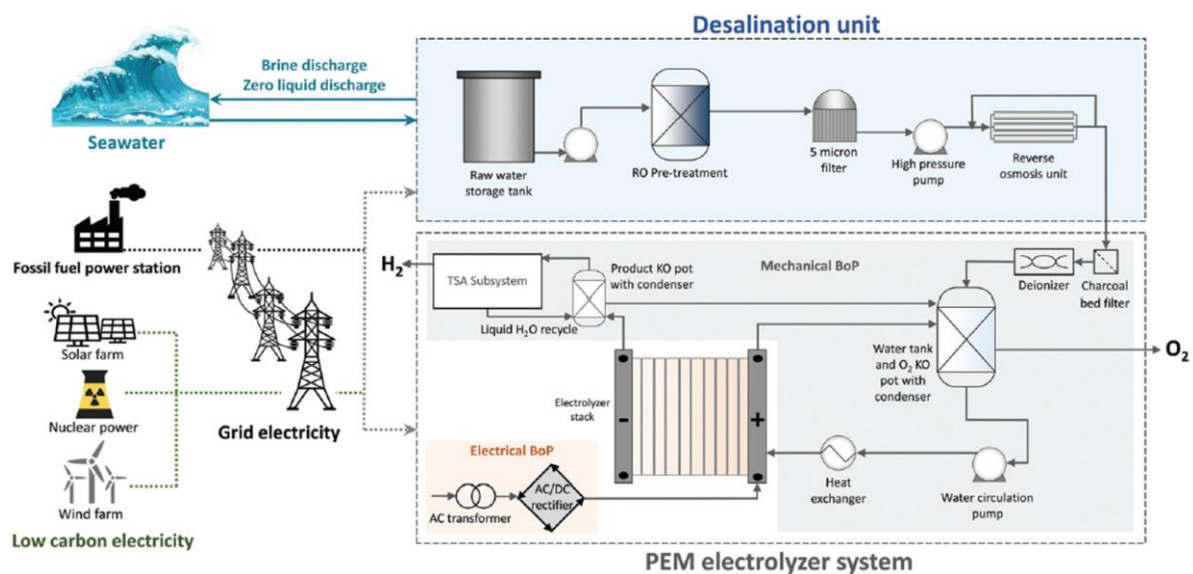 Desalination unit
Brine discharge
Zero liquid discharge
Seawater
Raw water
storage tank
RO Pre-treatment
5 micron
filter
High pressure
pump
Reverse
osmosis unit
Fossil fuel power station
Solar farm
Nuclear power
Wind farm
Low carbon electricity
Grid electricity
H₂
TSA Subsystem
Liquid H₂O recycle
Product KO pot
with condenser
Mechanical BoP
Deionizer
Charcoal
bed filter
Water tank
and O₂ KO
pot with
condenser
O₂
Electrolyzer
stack
-
+
Electrical BoP
AC transformer
AC/DC
rectifier
Heat
exchanger
Water circulation
pump
PEM electrolyzer system